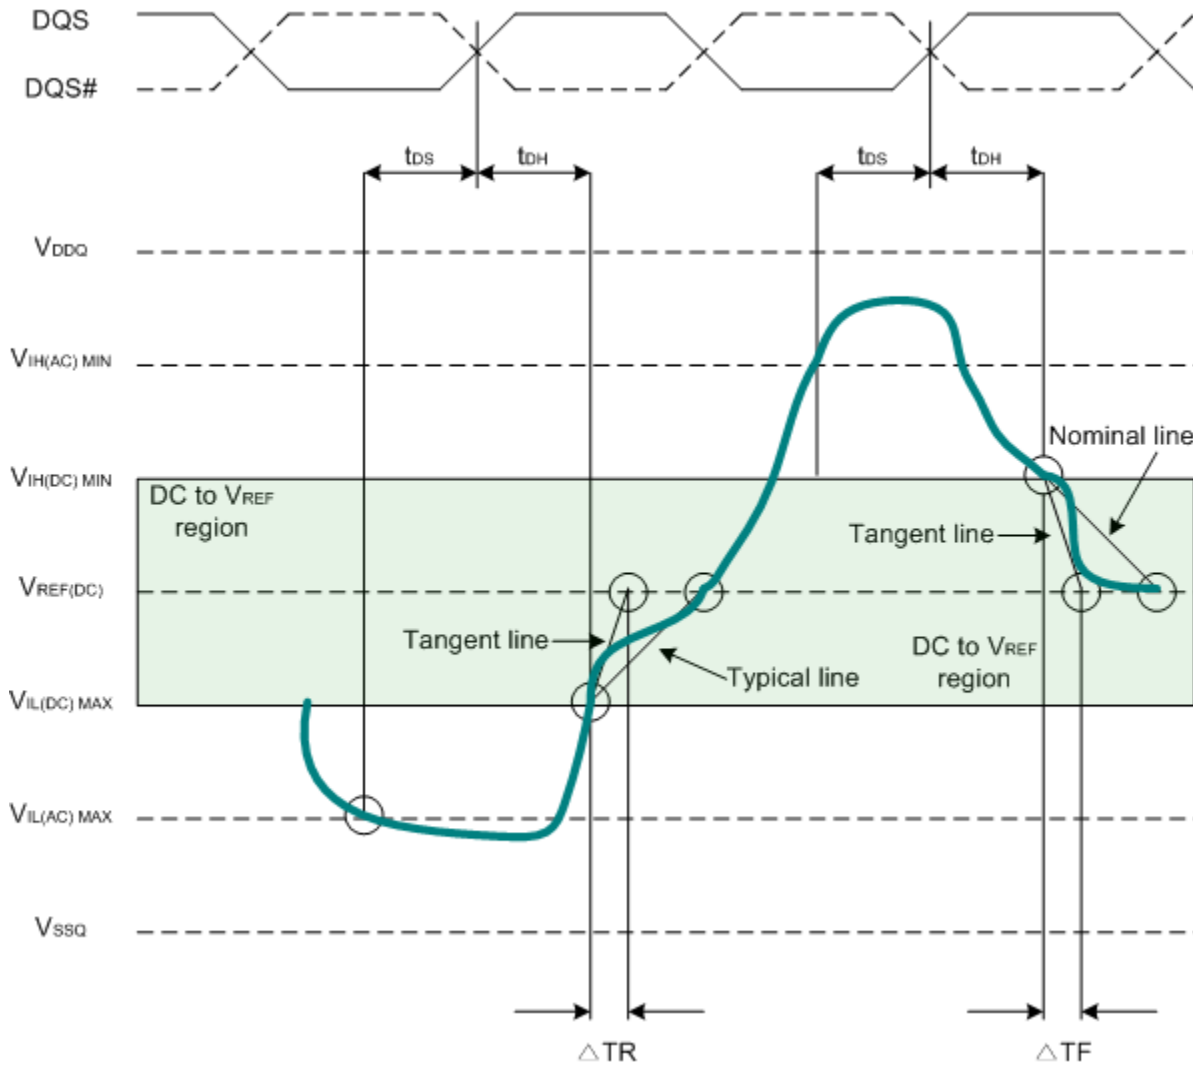 DQS
DQS#
tDS
tDH
tDS
tDH
VDDQ
VIH(AC) MIN
Nominal line
VIH(DC) MIN
DC to VREF
region
Tangent line
VREF(DC)
Tangent line
DC to VREF
region
Typical line
VIL(DC) MAX
VIL(AC) MAX
VSSQ
△TR
△TF